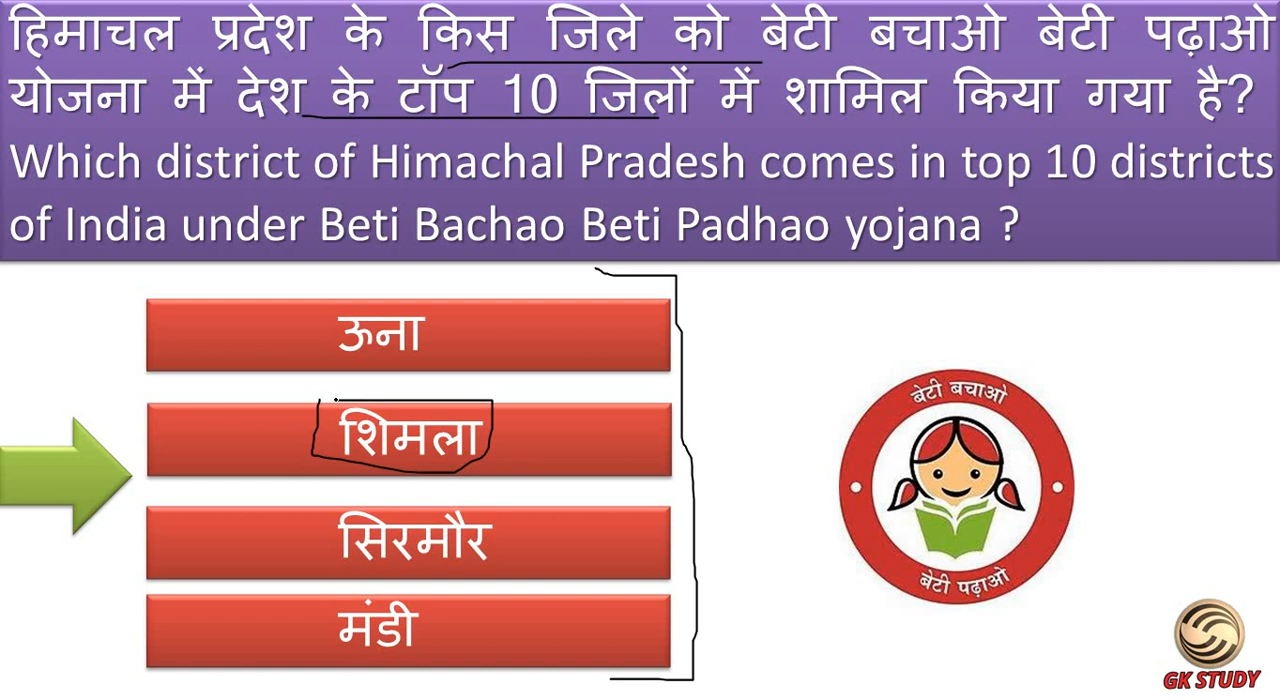 हिमाचल प्रदेश के किस जिले को बेटी बचाओ बेटी पढ़ाओ
योजना में देश के टॉप 10 जिलों में शामिल किया गया है?
Which district of Himachal Pradesh comes in top 10 districts
of India under Beti Bachao Beti Padhao yojana ?
ऊना
शिमला
सिरमौर
मंडी
बेटी बचाओ
बेटी पढ़ाओ
GK STUDY